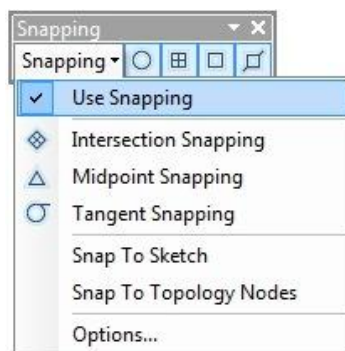 Snapping
Snapping
Use Snapping
Intersection Snapping
Midpoint Snapping
Tangent Snapping
Snap To Sketch
Snap To Topology Nodes
Options...